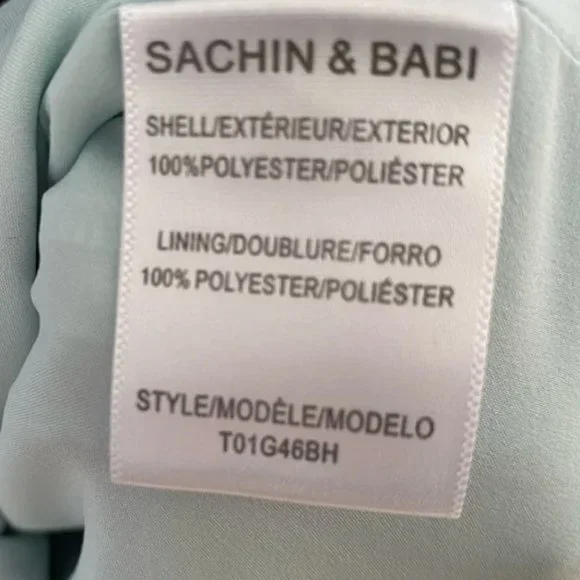 SACHIN & BABI
SHELL/EXTÉRIEUR/EXTERIOR
100%POLYESTER/POLIÉSTER
LINING/DOUBLURE/FORRO
100% POLYESTER/POLIÉSTER
STYLE/MODÈLE/MODELO
T01G46BH